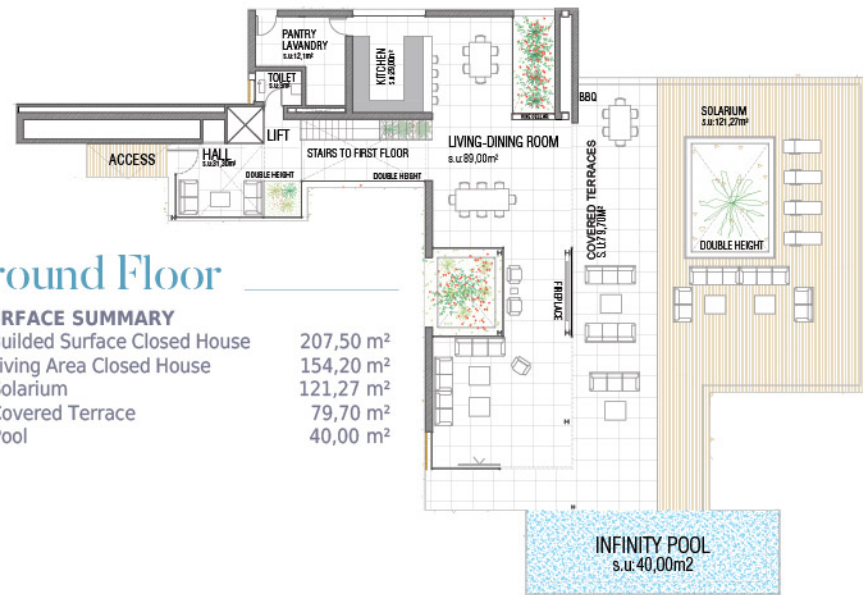 PANTRY
LAVANDRY
s.u:12,1m²
TOILET
KITCHEN
LIFT
ACCESS
HALL
STAIRS TO FIRST FLOOR
DOUBLE HEIGHT
DOUBLE HEIGHT
LIVING-DINING ROOM
s.u:89,00m²
BBQ
COVERED TERRACES
S.U:79,70M²
SOLARIUM
s.u:121,27m²
DOUBLE HEIGHT
FIREPLACE
INFINITY POOL
s.u:40,00m2
round Floor
RFACE SUMMARY
uilded Surface Closed House 207,50 m²
iving Area Closed House 154,20 m²
olarium 121,27 m²
overed Terrace 79,70 m²
ool 40,00 m²